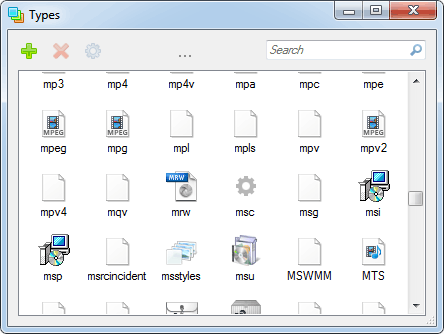 Types
... Search
mp3 mp4 mp4v mpa mpc mpe
MPEG MPEG MPEG
mpeg mpg mpl mpls mpv mpv2
MRW
mpv4 mqv mrw msc msg msi
msp msrcincident msstyles msu MSWMM MTS